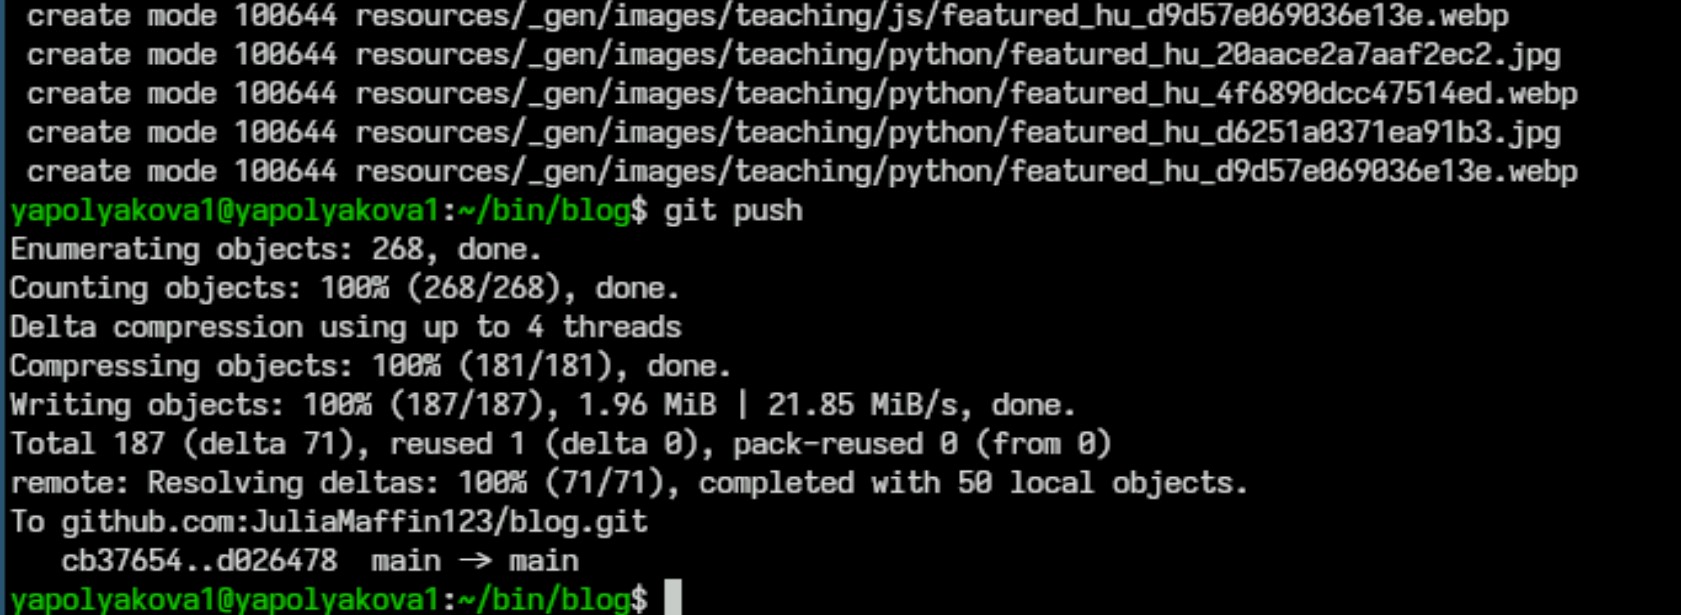 create mode 100644 resources/_gen/images/teaching/js/featured_hu_d9d57e069036e13e.webp
create mode 100644 resources/_gen/images/teaching/python/featured_hu_20aace2a7aaf2ec2.jpg
create mode 100644 resources/_gen/images/teaching/python/featured_hu_4f6890dcc47514ed.webp
create mode 100644 resources/_gen/images/teaching/python/featured_hu_d6251a0371ea91b3.jpg
create mode 100644 resources/_gen/images/teaching/python/featured_hu_d9d57e069036e13e.webp
yapolyakova1@yapolyakova1:~/bin/blog$ git push
Enumerating objects: 268, done.
Counting objects: 100% (268/268), done.
Delta compression using up to 4 threads
Compressing objects: 100% (181/181), done.
Writing objects: 100% (187/187), 1.96 MiB | 21.85 MiB/s, done.
Total 187 (delta 71), reused 1 (delta 0), pack-reused 0 (from 0)
remote: Resolving deltas: 100% (71/71), completed with 50 local objects.
To github.com:JuliaMaffin123/blog.git
cb37654..d026478  main -> main
yapolyakova1@yapolyakova1:~/bin/blog$